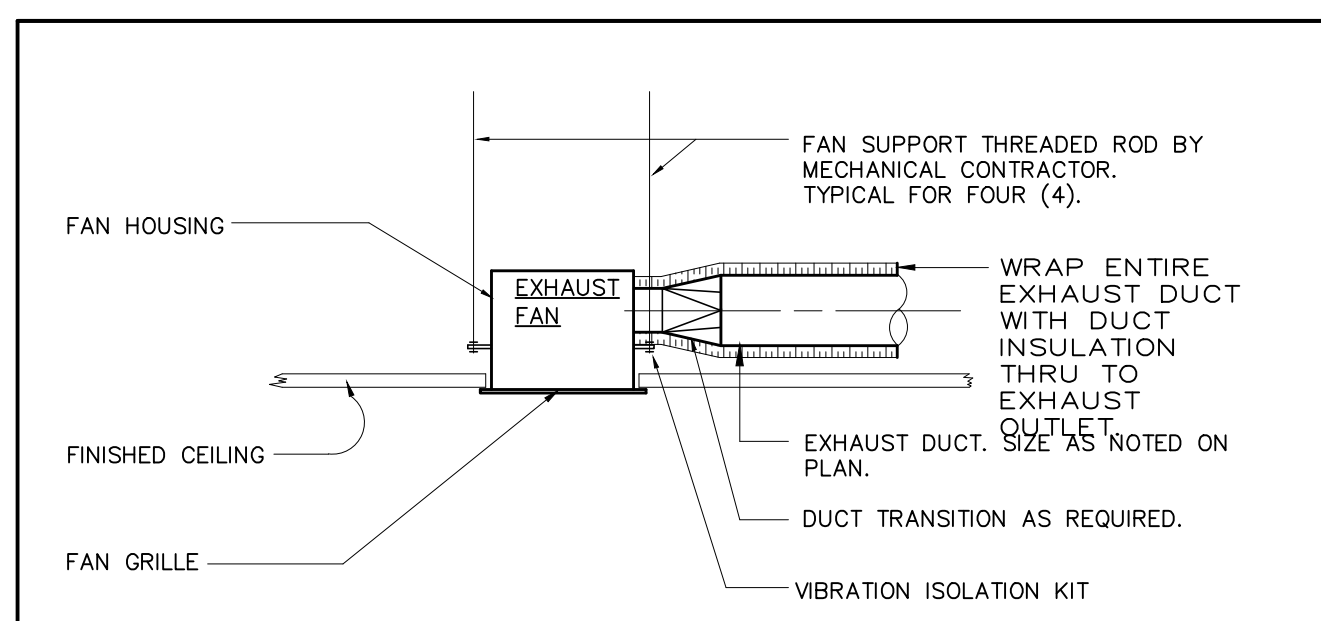 FAN SUPPORT THREADED ROD BY
MECHANICAL CONTRACTOR.
TYPICAL FOR FOUR (4).
FAN HOUSING
EXHAUST
FAN
WRAP ENTIRE
EXHAUST DUCT
WITH DUCT
INSULATION
THRU TO
EXHAUST
OUTLET.
EXHAUST DUCT. SIZE AS NOTED ON
PLAN.
FINISHED CEILING
DUCT TRANSITION AS REQUIRED.
FAN GRILLE
VIBRATION ISOLATION KIT